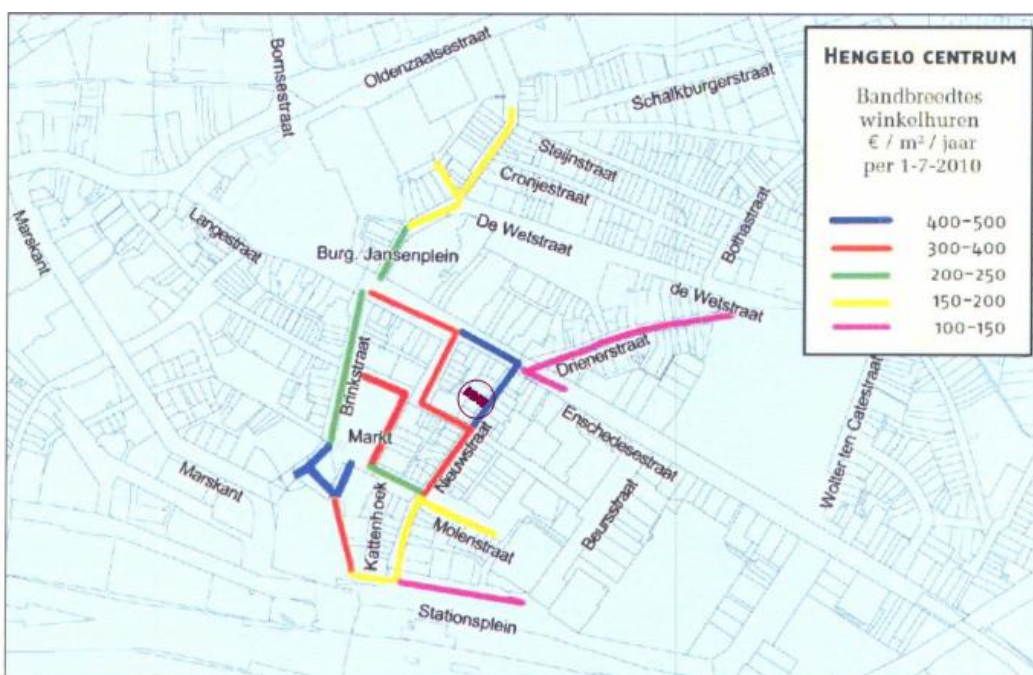 HENGELO CENTRUM
Bandbreedtes
winkelhuren
€ / m² / jaar
per 1-7-2010
400-500
300-400
200-250
150-200
100-150
Bornsestraat
Oldenzaalsestraat
Schalkburgerstraat
Steijnstraat
Cronjestraat
De Wetstraat
Bothastraat
Marskant
Langestraat
Burg. Jansenplein
de Wetstraat
Drienerstraat
Brinkstraat
Markt
Nieuwstraat
Enschedesestraat
Wolter ten Catestraat
Marskant
Kattenhoek
Molenstraat
Beursstraat
Stationsplein